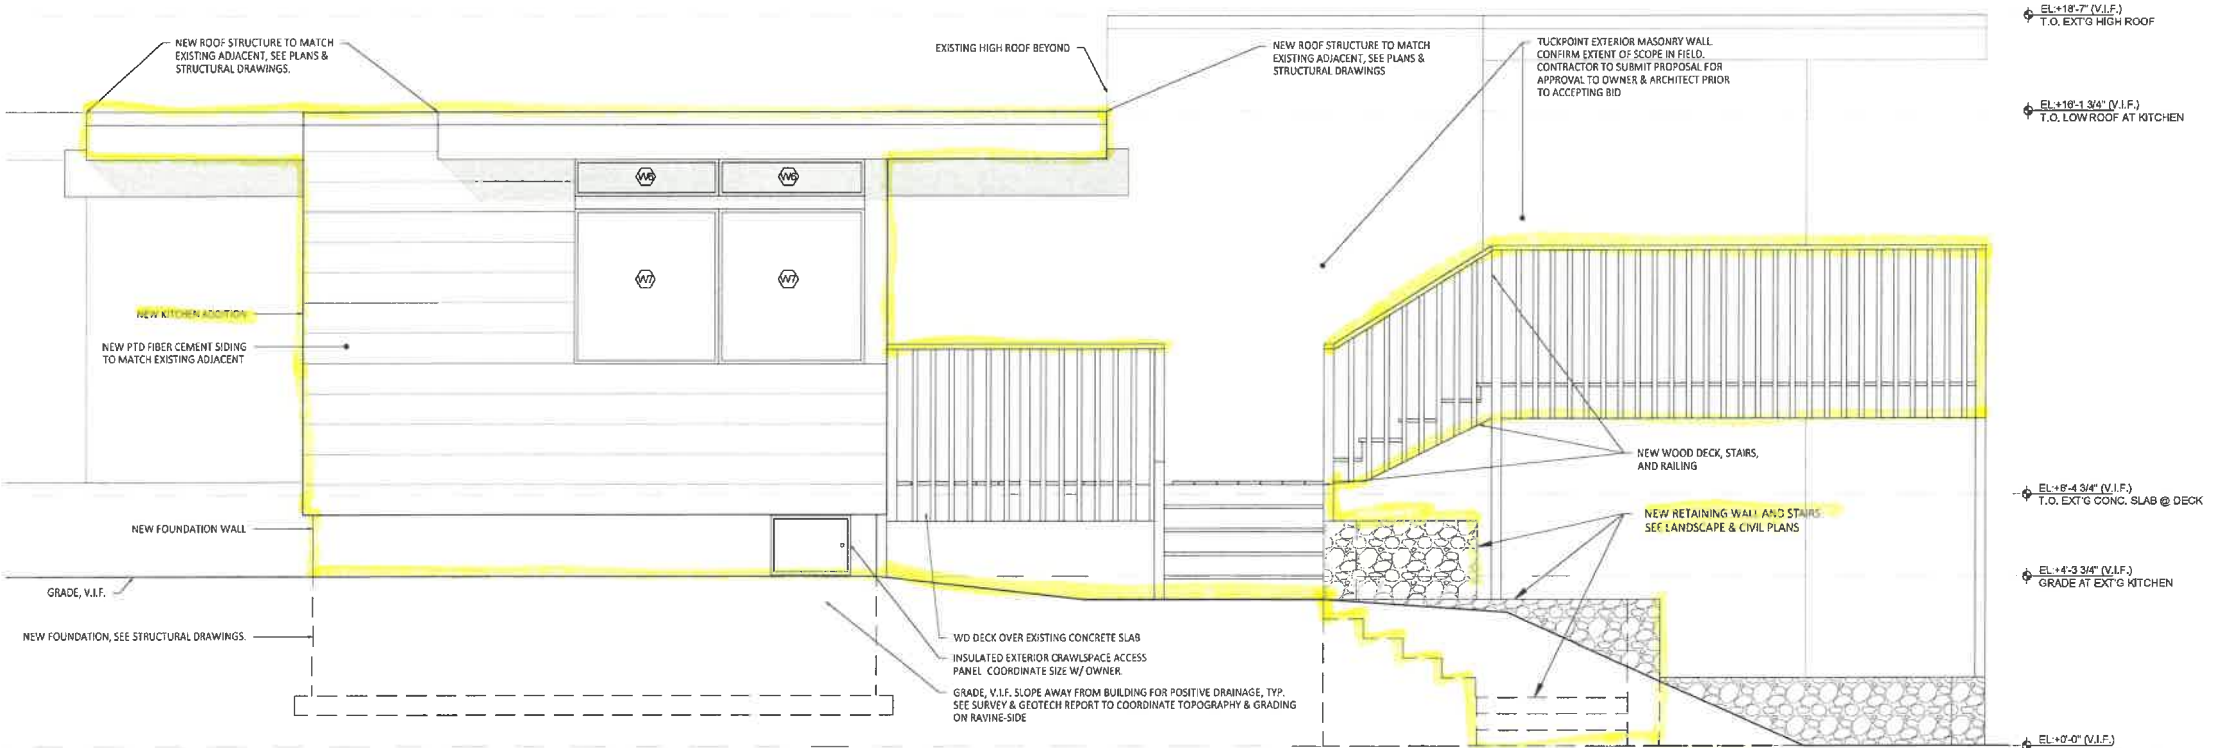 EL:+18'-7" (V.I.F.)
T.O. EXT'G HIGH ROOF
NEW ROOF STRUCTURE TO MATCH
EXISTING ADJACENT, SEE PLANS &
STRUCTURAL DRAWINGS.
EXISTING HIGH ROOF BEYOND
NEW ROOF STRUCTURE TO MATCH
EXISTING ADJACENT, SEE PLANS &
STRUCTURAL DRAWINGS
TUCKPOINT EXTERIOR MASONRY WALL
CONFIRM EXTENT OF SCOPE IN FIELD.
CONTRACTOR TO SUBMIT PROPOSAL FOR
APPROVAL TO OWNER & ARCHITECT PRIOR
TO ACCEPTING BID
EL:+16'-1 3/4" (V.I.F.)
T.O. LOW ROOF AT KITCHEN
W6
W6
W7
W7
NEW KITCHEN ADDITION
NEW PTD FIBER CEMENT SIDING
TO MATCH EXISTING ADJACENT
NEW WOOD DECK, STAIRS,
AND RAILING
EL:+6'-4 3/4" (V.I.F.)
T.O. EXT'G CONC. SLAB @ DECK
NEW RETAINING WALL AND STAIRS
SEE LANDSCAPE & CIVIL PLANS
NEW FOUNDATION WALL
EL:+4'-3 3/4" (V.I.F.)
GRADE AT EXT'G KITCHEN
GRADE, V.I.F.
NEW FOUNDATION, SEE STRUCTURAL DRAWINGS.
WD DECK OVER EXISTING CONCRETE SLAB
INSULATED EXTERIOR CRAWLSPACE ACCESS
PANEL COORDINATE SIZE W/ OWNER
GRADE, V.I.F. SLOPE AWAY FROM BUILDING FOR POSITIVE DRAINAGE, TYP.
SEE SURVEY & GEOTECH REPORT TO COORDINATE TOPOGRAPHY & GRADING
ON RAVINE-SIDE
EL:+0'-0" (V.I.F.)